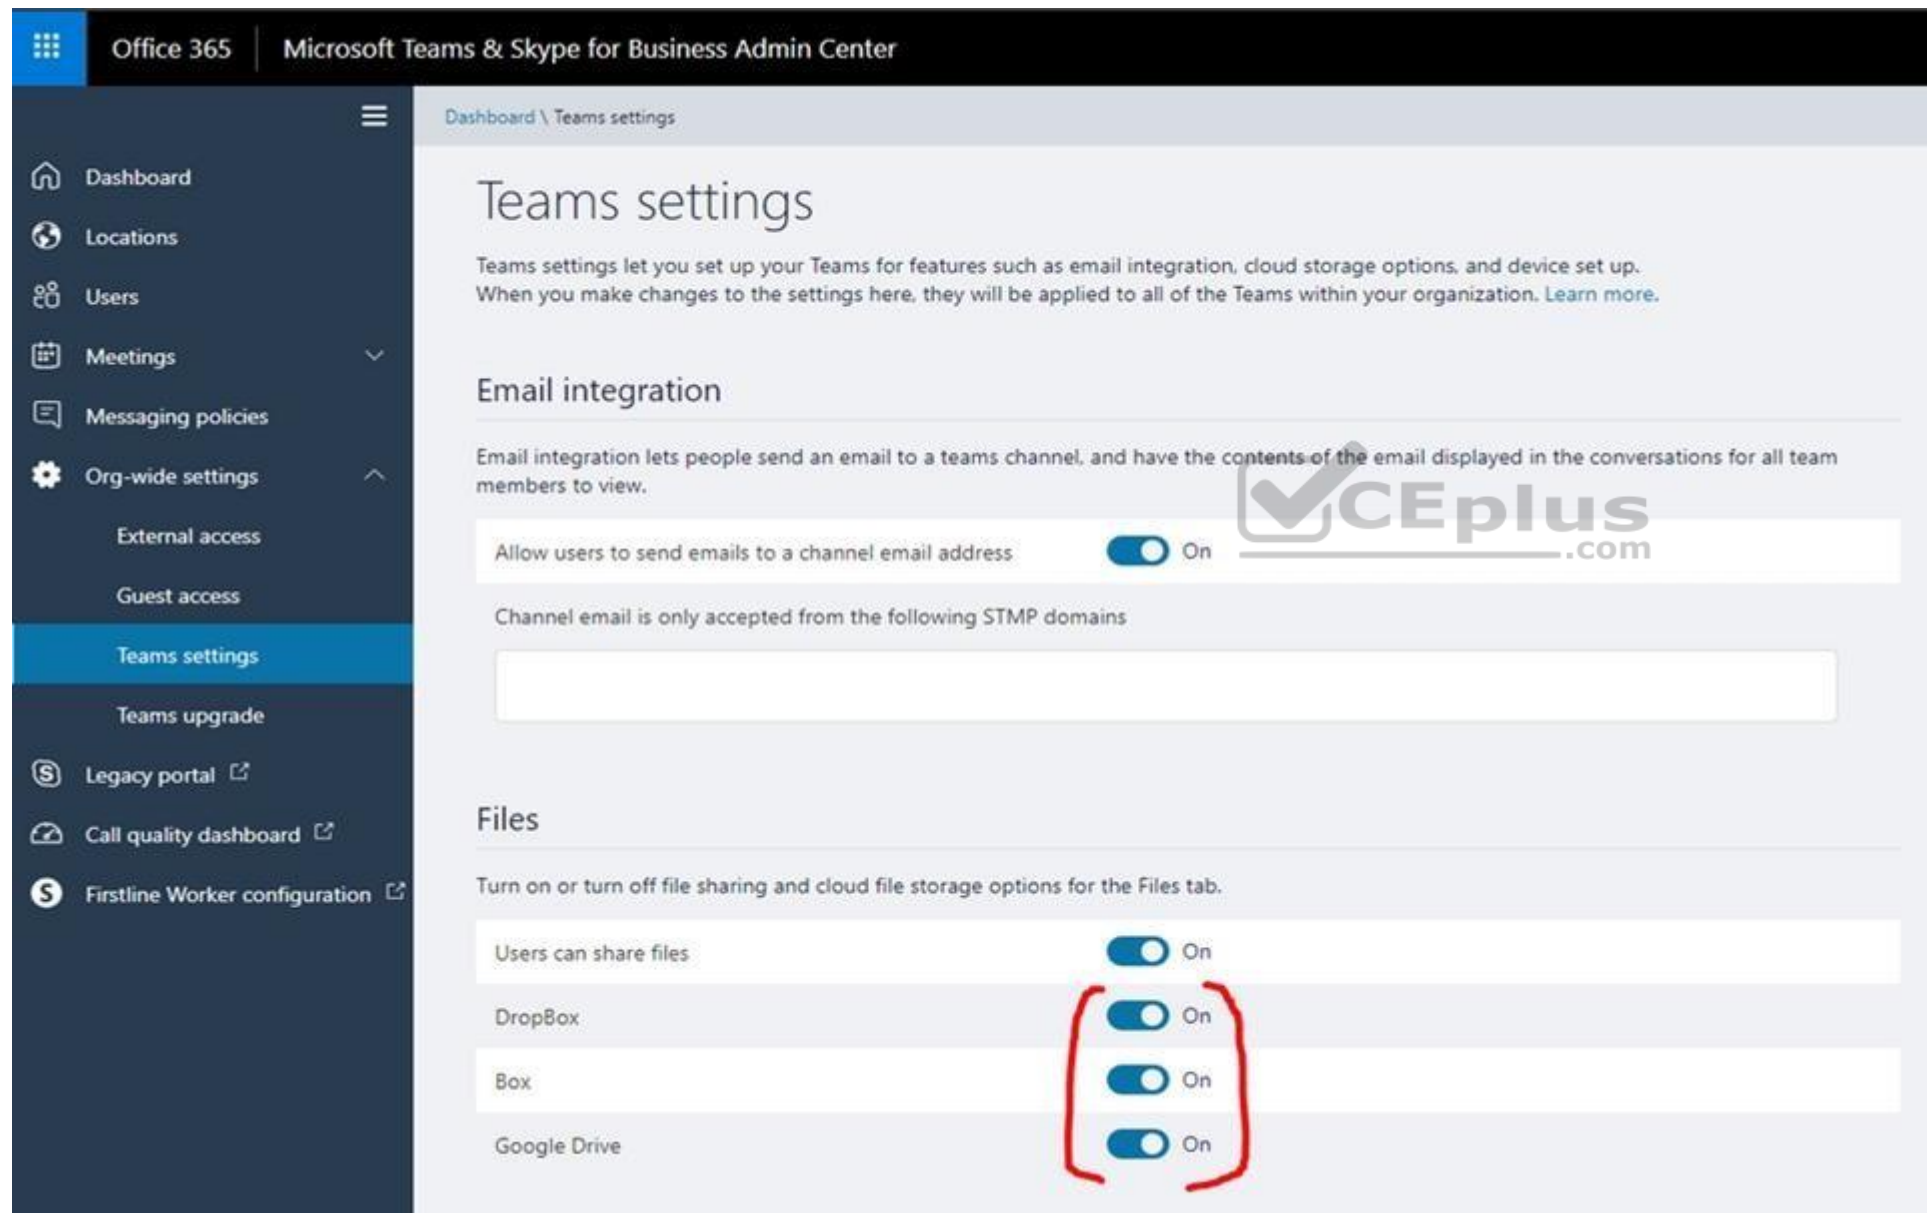 Office 365 Microsoft Teams & Skype for Business Admin Center
Dashboard \ Teams settings
Dashboard
Locations
Users
Meetings
Messaging policies
Org-wide settings
External access
Guest access
Teams settings
Teams upgrade
Legacy portal
Call quality dashboard
Firstline Worker configuration
Teams settings
Teams settings let you set up your Teams for features such as email integration, cloud storage options, and device set up.
When you make changes to the settings here, they will be applied to all of the Teams within your organization. Learn more.
Email integration
Email integration lets people send an email to a teams channel, and have the contents of the email displayed in the conversations for all team
members to view.
Allow users to send emails to a channel email address On
Channel email is only accepted from the following STMP domains
Files
Turn on or turn off file sharing and cloud file storage options for the Files tab.
Users can share files On
DropBox On
Box On
Google Drive On
VCEplus
.com